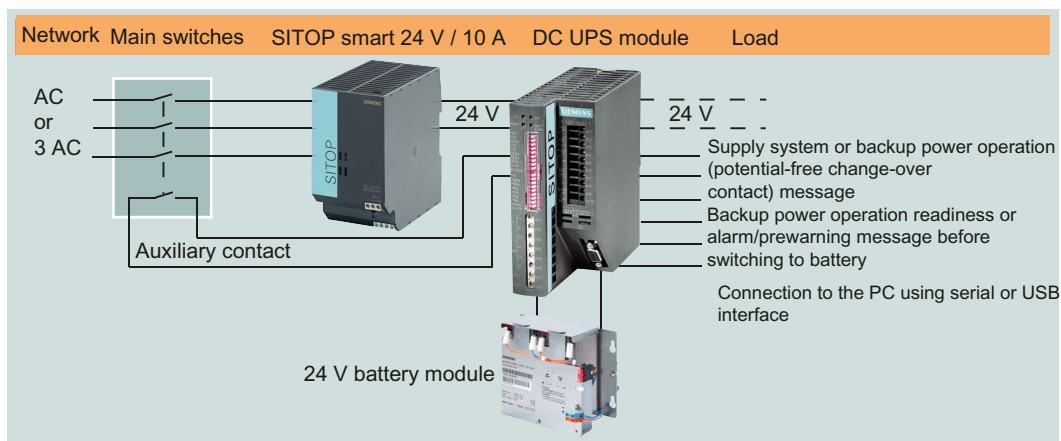 Network Main switches SITOP smart 24 V / 10 A DC UPS module Load
AC
or
3 AC
SIEMENS
SITOP
24 V
SIEMENS
SITOP
24 V
Supply system or backup power operation
(potential-free change-over
contact) message
Backup power operation readiness or
alarm/prewarning message before
switching to battery
Auxiliary contact
Connection to the PC using serial or USB
interface
24 V battery module
SIEMENS